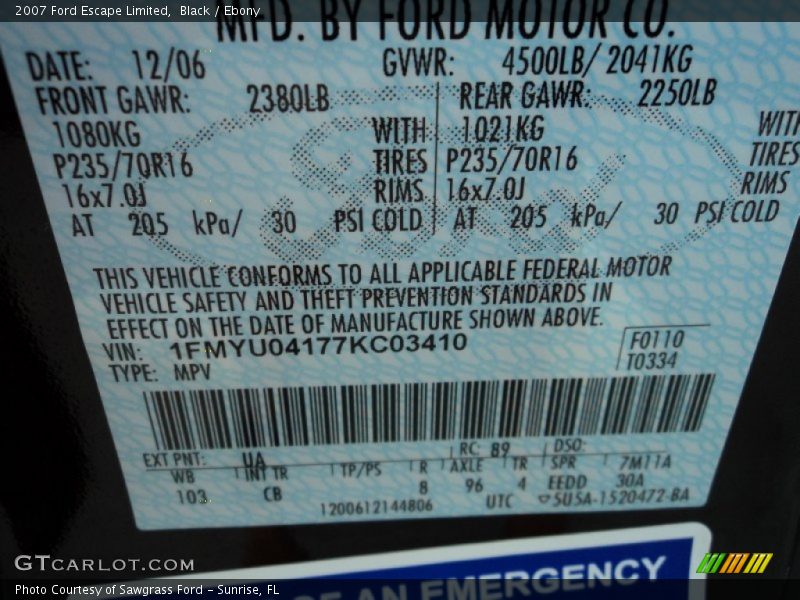 2007 Ford Escape Limited, Black / Ebony
MFD. BY FORD MOTOR CO.
DATE: 12/06 GVWR: 4500LB/ 2041KG
FRONT GAWR: 2380LB REAR GAWR: 2250LB
1080KG WITH 1021KG WITH
P235/70R16 TIRES P235/70R16 TIRES
16x7.0J RIMS 16x7.0J RIMS
AT 205 kPa/ 30 PSI COLD AT 205 kPa/ 30 PSI COLD
Ford
THIS VEHICLE CONFORMS TO ALL APPLICABLE FEDERAL MOTOR
VEHICLE SAFETY AND THEFT PREVENTION STANDARDS IN
EFFECT ON THE DATE OF MANUFACTURE SHOWN ABOVE.
VIN: 1FMYU04177KC03410 F0110
TYPE: MPV T0334
EXT PNT: UA RC: 89 DSO:
WB INT TR TP/PS R AXLE TR SPR 7M11A
103 CB 8 96 4 EEDD 30A
1200612144806 UTC 5U5A-1520472-BA
OF AN EMERGENCY
GTCARLOT.COM
Photo Courtesy of Sawgrass Ford - Sunrise, FL